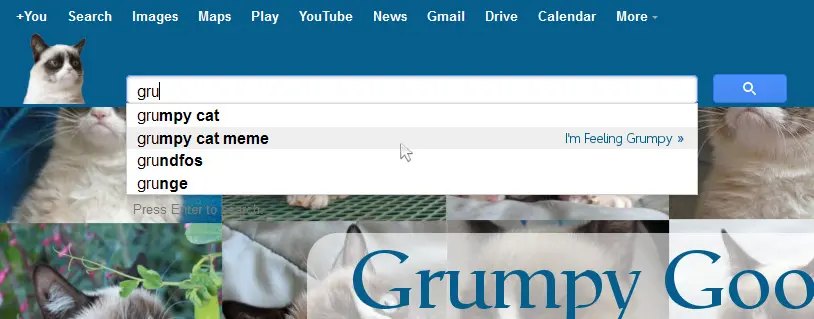 +You Search Images Maps Play YouTube News Gmail Drive Calendar More
gru
grumpy cat
grumpy cat meme I'm Feeling Grumpy »
grundfos
grunge
Press Enter to search.
Grumpy Goo